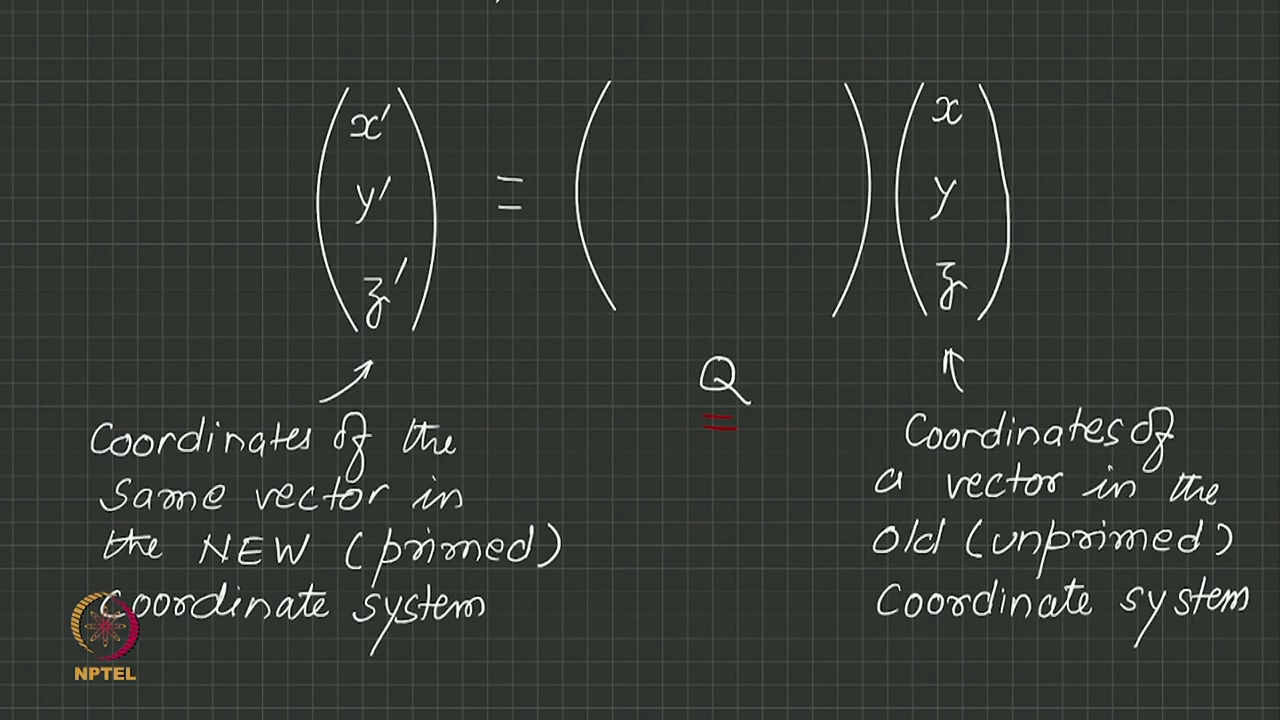 x' x
y' = y
z' z
Q
Coordinates of the
same vector in
the NEW (primed)
coordinate system
Coordinates of
a vector in the
old (unprimed)
Coordinate system
NPTEL